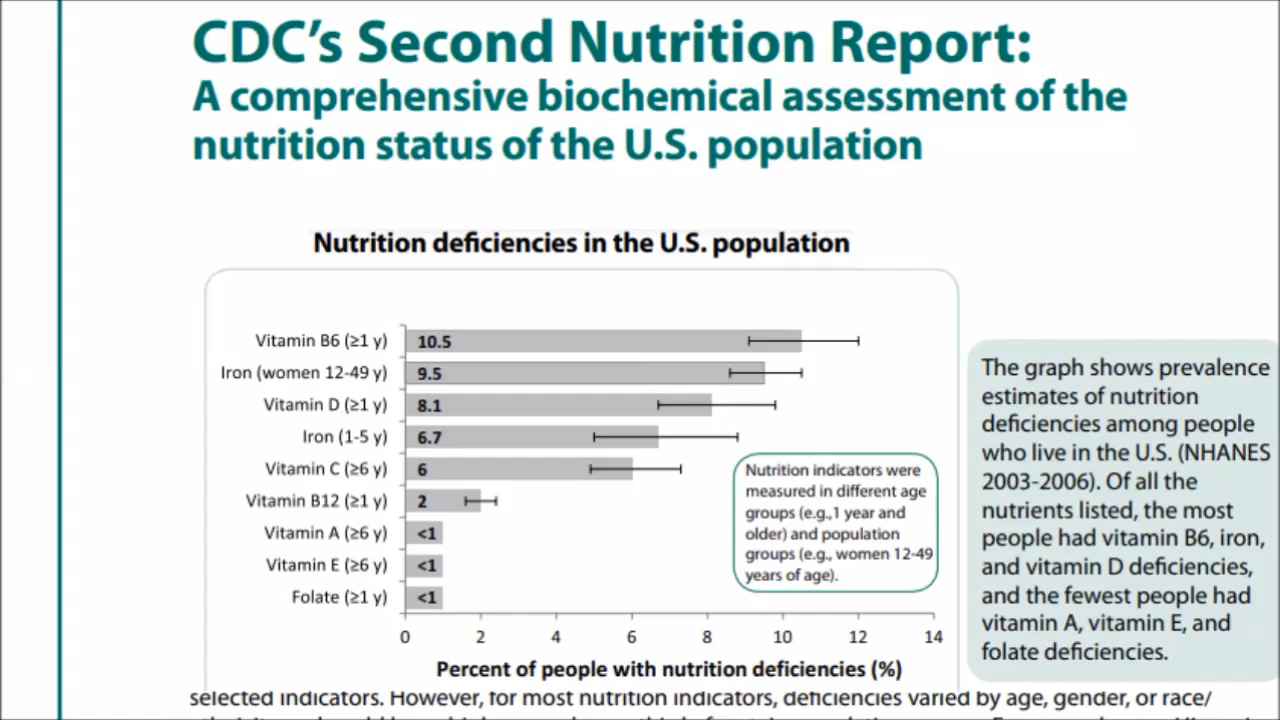 CDC's Second Nutrition Report:
A comprehensive biochemical assessment of the
nutrition status of the U.S. population
Nutrition deficiencies in the U.S. population
Vitamin B6 (≥1 y) 10.5
Iron (women 12-49 y) 9.5
Vitamin D (≥1 y) 8.1
Iron (1-5 y) 6.7
Vitamin C (≥6 y) 6
Vitamin B12 (≥1 y) 2
Vitamin A (≥6 y) <1
Vitamin E (≥6 y) <1
Folate (≥1 y) <1
0 2 4 6 8 10 12 14
Percent of people with nutrition deficiencies (%)
Nutrition indicators were
measured in different age
groups (e.g.,1 year and
older) and population
groups (e.g., women 12-49
years of age).
The graph shows prevalence
estimates of nutrition
deficiencies among people
who live in the U.S. (NHANES
2003-2006). Of all the
nutrients listed, the most
people had vitamin B6, iron,
and vitamin D deficiencies,
and the fewest people had
vitamin A, vitamin E, and
folate deficiencies.
selected indicators. However, for most nutrition indicators, deficiencies varied by age, gender, or race/